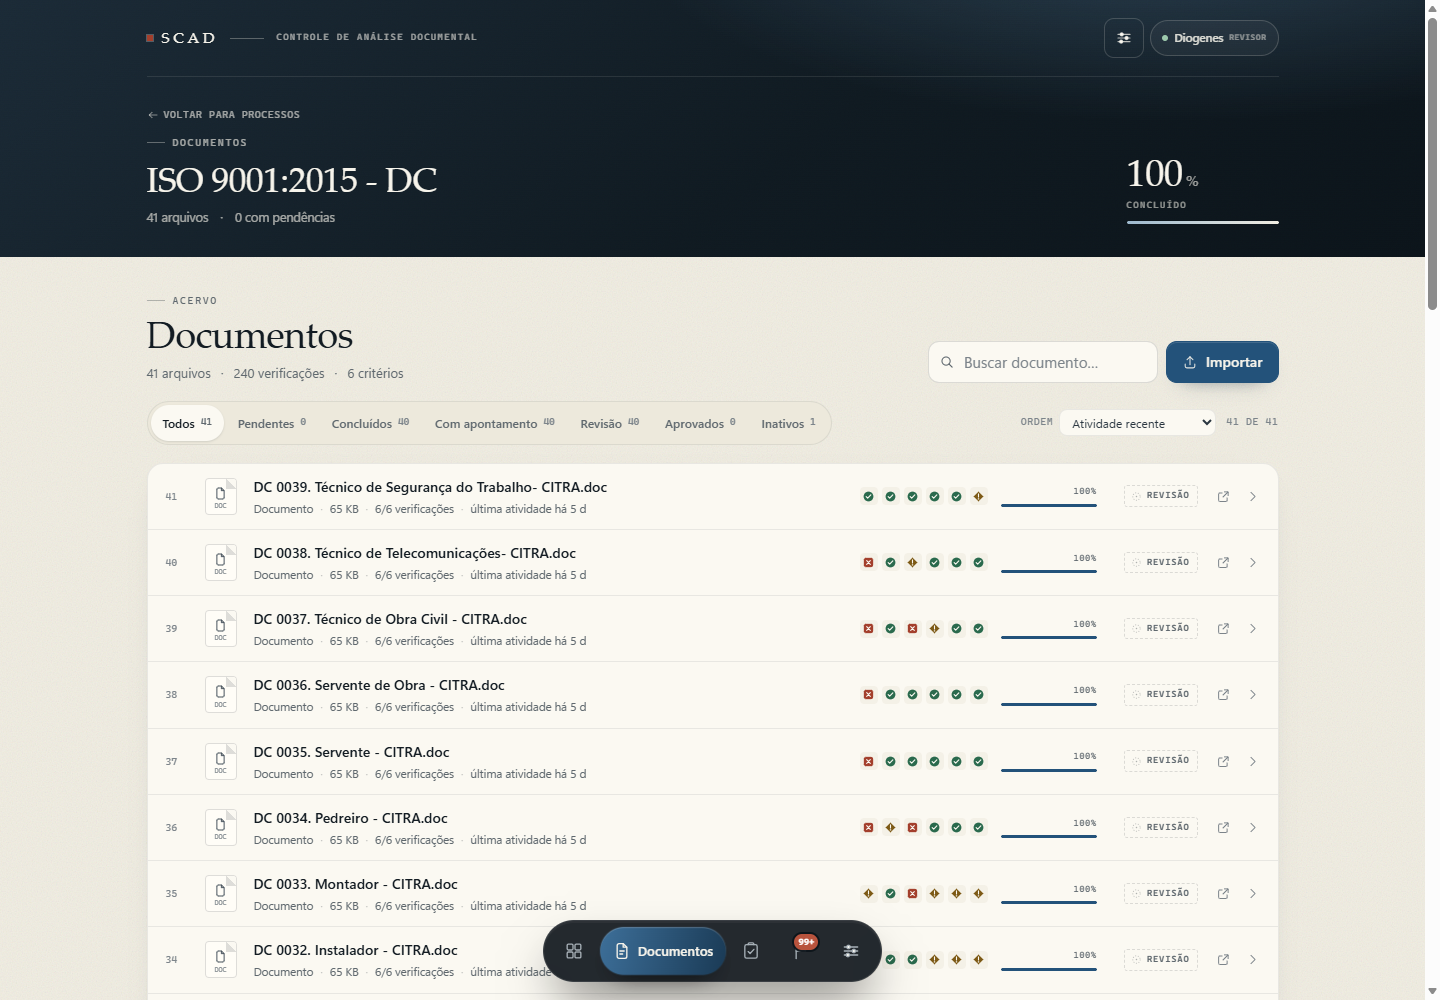 SCAD CONTROLE DE ANÁLISE DOCUMENTAL Diogenes REVISOR
← VOLTAR PARA PROCESSOS
DOCUMENTOS
ISO 9001:2015 - DC
41 arquivos · 0 com pendências
100 %
CONCLUÍDO
ACERVO
Documentos
41 arquivos · 240 verificações · 6 critérios
Buscar documento...
Importar
Todos 41 Pendentes 0 Concluídos 40 Com apontamento 40 Revisão 40 Aprovados 0 Inativos 1
ORDEM Atividade recente 41 DE 41
41 DOC DC 0039. Técnico de Segurança do Trabalho- CITRA.doc 100% REVISÃO
Documento · 65 KB · 6/6 verificações · última atividade há 5 d
40 DOC DC 0038. Técnico de Telecomunicações- CITRA.doc 100% REVISÃO
Documento · 65 KB · 6/6 verificações · última atividade há 5 d
39 DOC DC 0037. Técnico de Obra Civil - CITRA.doc 100% REVISÃO
Documento · 65 KB · 6/6 verificações · última atividade há 5 d
38 DOC DC 0036. Servente de Obra - CITRA.doc 100% REVISÃO
Documento · 65 KB · 6/6 verificações · última atividade há 5 d
37 DOC DC 0035. Servente - CITRA.doc 100% REVISÃO
Documento · 65 KB · 6/6 verificações · última atividade há 5 d
36 DOC DC 0034. Pedreiro - CITRA.doc 100% REVISÃO
Documento · 65 KB · 6/6 verificações · última atividade há 5 d
35 DOC DC 0033. Montador - CITRA.doc 100% REVISÃO
Documento · 65 KB · 6/6 verificações · última atividade há 5 d
34 DOC DC 0032. Instalador - CITRA.doc 100% REVISÃO
Documento · 65 KB · 6/6 verificações · última atividade
Documentos 99+